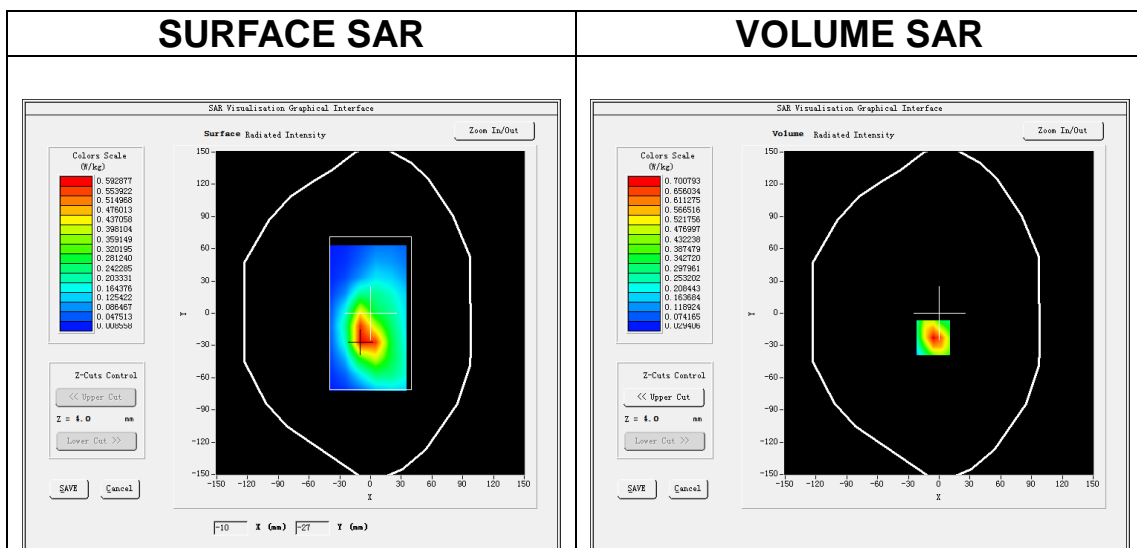 SURFACE SAR
VOLUME SAR
SAR Visualisation Graphical Interface
Surface Radiated Intensity
Zoom In/Out
Colors Scale
(W/kg)
0.592877
0.553922
0.514968
0.476013
0.437058
0.398104
0.359149
0.320195
0.281240
0.242285
0.203331
0.164376
0.125422
0.086467
0.047513
0.008558
Z-Cuts Control
<< Upper Cut
Z = 4.0 mm
Lower Cut >>
SAVE
Cancel
150
120
90
60
30
0
-30
-60
-90
-120
-150
Y
-150 -120 -90 -60 -30 0 30 60 90 120 150
X
-10 X (mm) -27 Y (mm)
SAR Visualisation Graphical Interface
Volume Radiated Intensity
Zoom In/Out
Colors Scale
(W/kg)
0.700793
0.656034
0.611275
0.566516
0.521756
0.476997
0.432238
0.387479
0.342720
0.297961
0.253202
0.208443
0.163684
0.118924
0.074165
0.029406
Z-Cuts Control
<< Upper Cut
Z = 4.0 mm
Lower Cut >>
SAVE
Cancel
150
120
90
60
30
0
-30
-60
-90
-120
-150
Y
-150 -120 -90 -60 -30 0 30 60 90 120 150
X